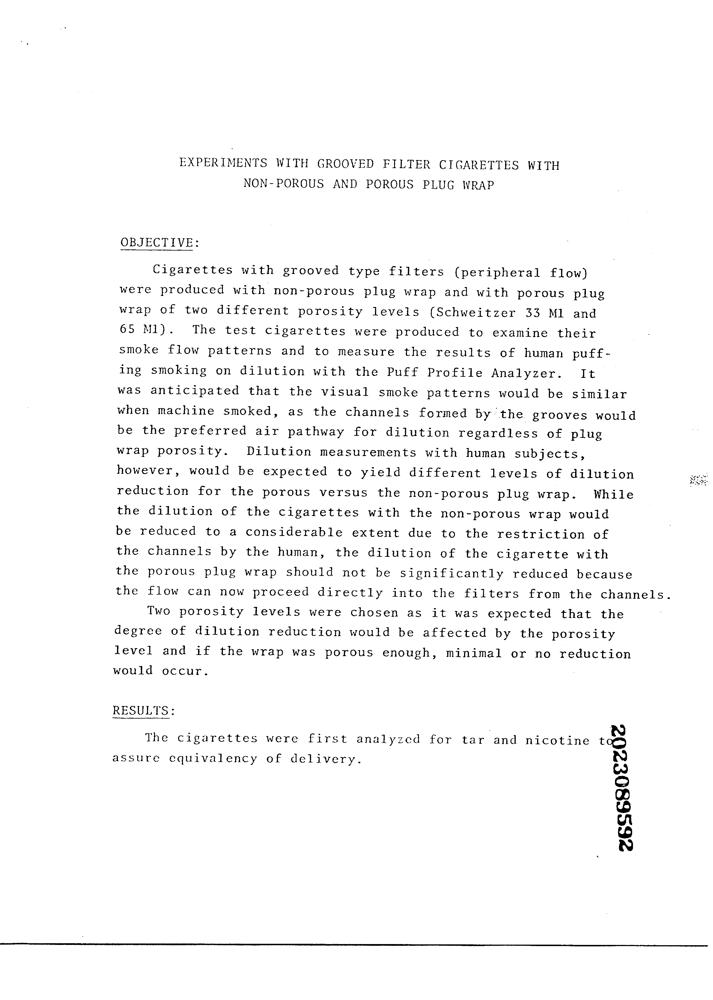 EXPERIMENTS WITH GROOVED FILTER CIGARETTES WITH
NON-POROUS AND POROUS PLUG WRAP
OBJECTIVE:
Cigarettes with grooved type filters (peripheral flow)
were produced with non-porous plug wrap and with porous plug
wrap of two different porosity levels (Schweitzer 33 M1 and
65 M1). The test cigarettes were produced to examine their
smoke flow patterns and to measure the results of human puff-
ing smoking on dilution with the Puff Profile Analyzer. It
was anticipated that the visual smoke patterns would be similar
when machine smoked, as the channels formed by the grooves would
be the preferred air pathway for dilution regardless of plug
wrap porosity. Dilution measurements with human subjects,
however, would be expected to yield different levels of dilution
reduction for the porous versus the non-porous plug wrap. While
the dilution of the cigarettes with the non-porous wrap would
be reduced to a considerable extent due to the restriction of
the channels by the human, the dilution of the cigarette with
the porous plug wrap should not be significantly reduced because
the flow can now proceed directly into the filters from the channels.
Two porosity levels were chosen as it was expected that the
degree of dilution reduction would be affected by the porosity
level and if the wrap was porous enough, minimal or no reduction
would occur.
RESULTS:
The cigarettes were first analyzed for tar and nicotine to
assure equivalency of delivery.
2023089592